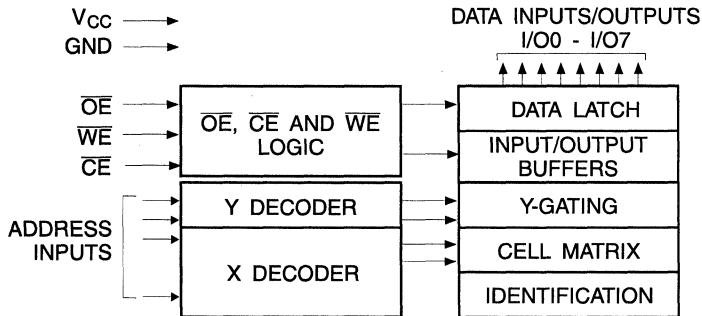 VCC
GND
OE
WE
CE
ADDRESS
INPUTS
OE, CE AND WE
LOGIC
Y DECODER
X DECODER
DATA INPUTS/OUTPUTS
I/O0 - I/O7
DATA LATCH
INPUT/OUTPUT
BUFFERS
Y-GATING
CELL MATRIX
IDENTIFICATION